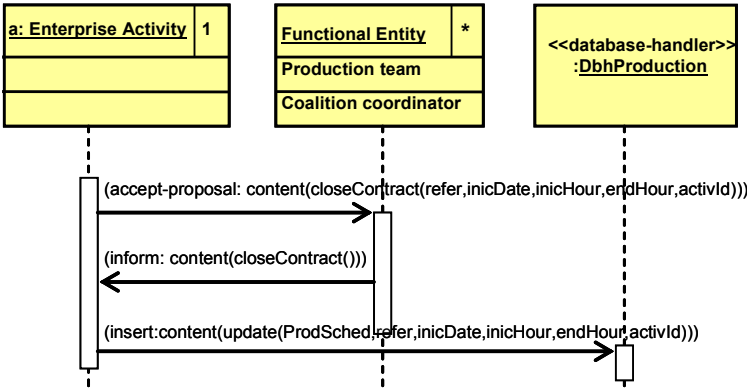 a: Enterprise Activity 1
Functional Entity *
Production team
Coalition coordinator
<<database-handler>>
:DbhProduction
(accept-proposal: content(closeContract(refer,inicDate,inicHour,endHour,activId)))
(inform: content(closeContract()))
(insert:content(update(ProdSched,refer,inicDate,inicHour,endHour,activId)))